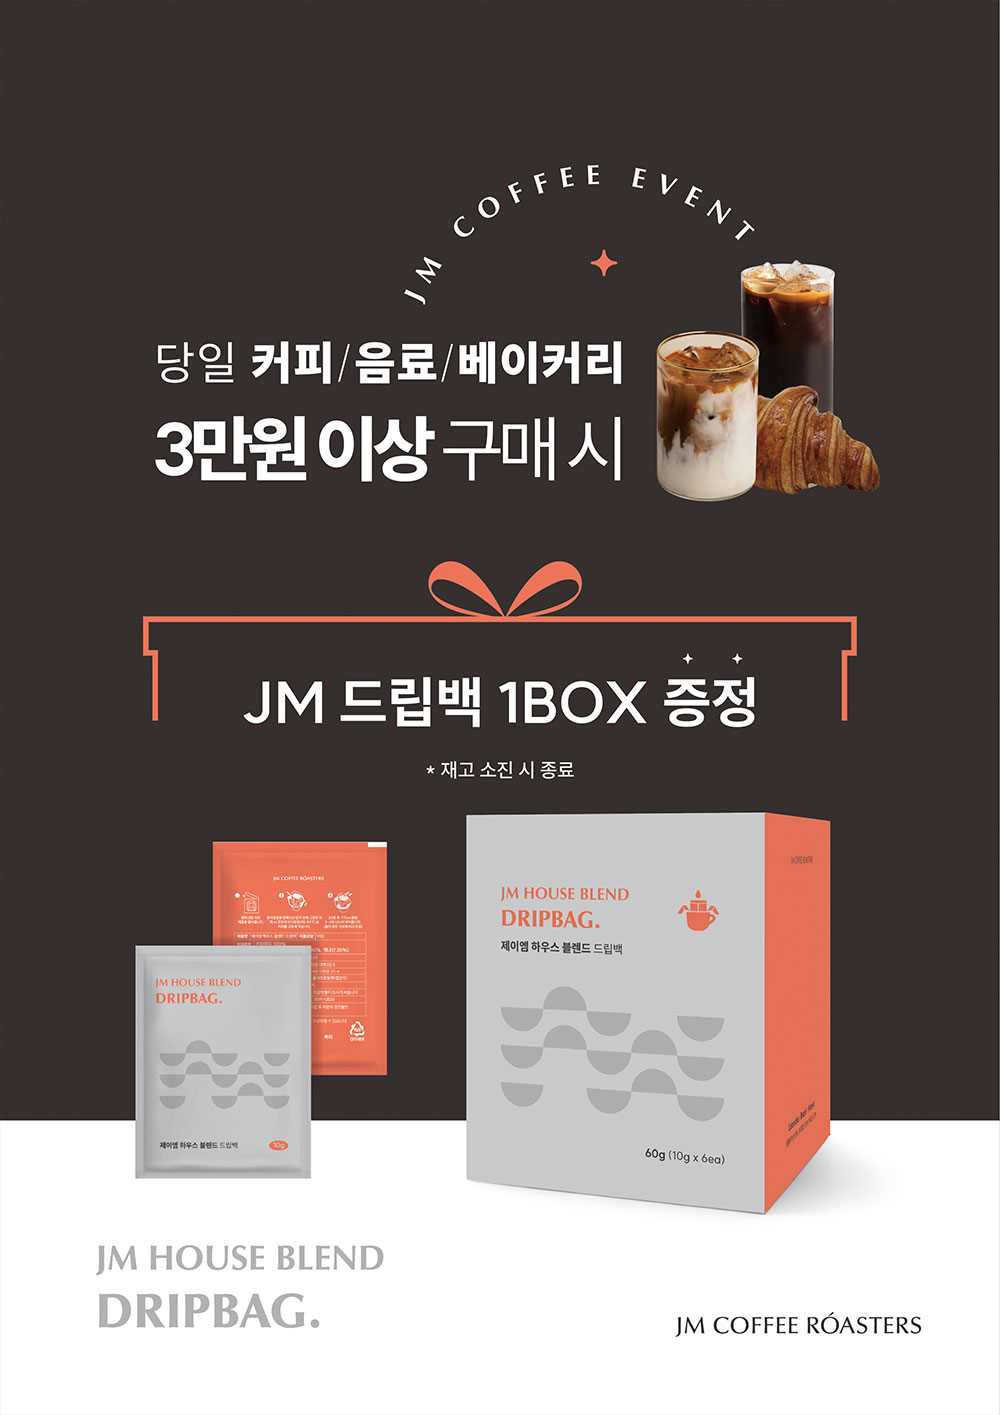 JM COFFEE EVENT
당일 커피/음료/베이커리
3만원 이상 구매 시
JM 드립백 1BOX 증정
* 재고 소진 시 종료
JM COFFEE RÓASTERS
JM HOUSE BLEND
DRIPBAG.
제이엠 하우스 블렌드 드립백
10g
JM HOUSE BLEND
DRIPBAG.
제이엠 하우스 블렌드 드립백
60g (10g x 6ea)
JM HOUSE BLEND
DRIPBAG.
JM COFFEE RÓASTERS